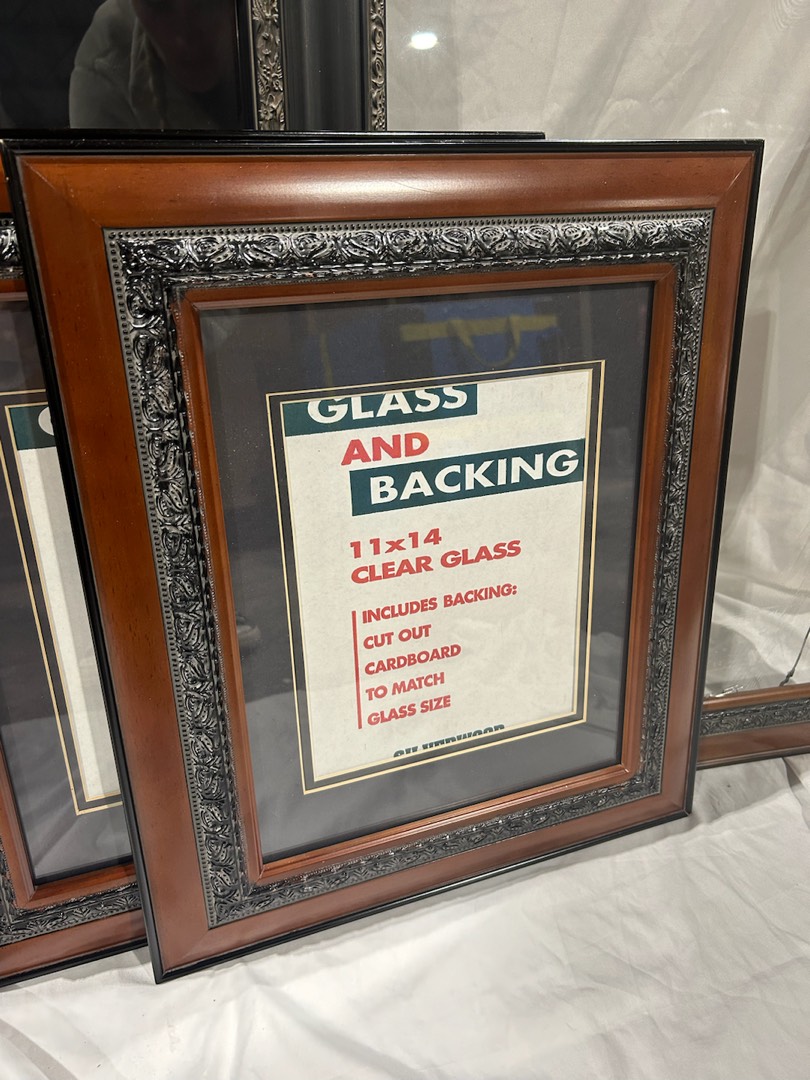 GLASS
AND
BACKING
11x14
CLEAR GLASS
INCLUDES BACKING:
CUT OUT
CARDBOARD
TO MATCH
GLASS SIZE